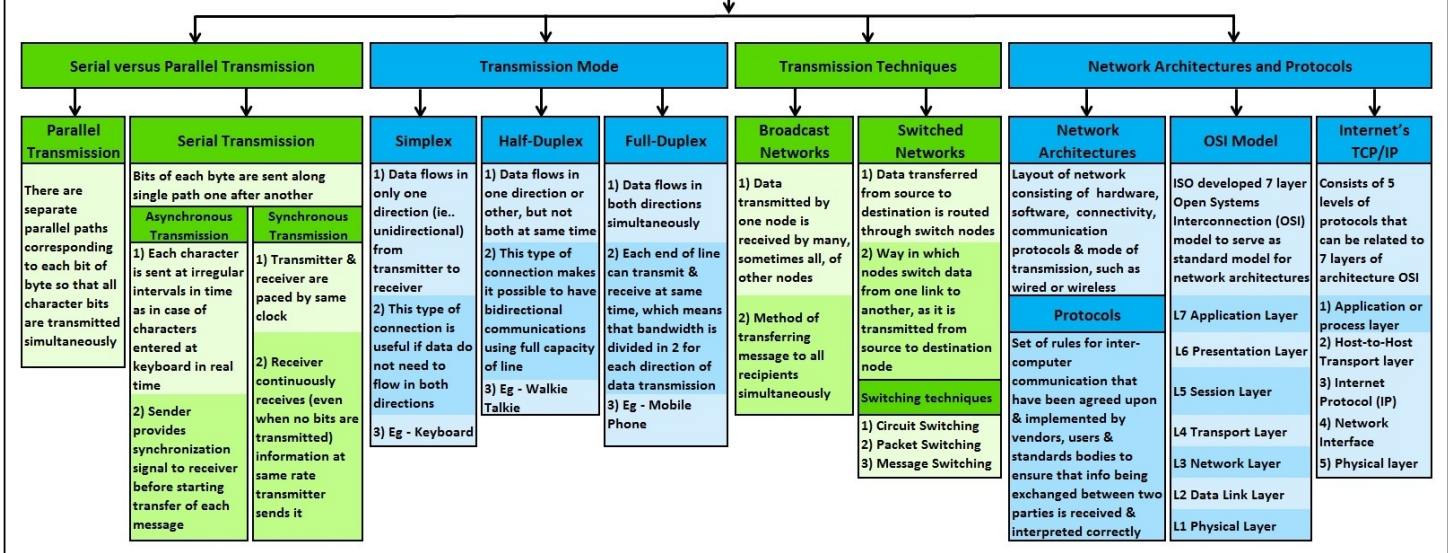 Serial versus Parallel Transmission
Parallel
Transmission
There are
separate
parallel paths
corresponding
to each bit of
byte so that all
character bits
are transmitted
simultaneously
Serial Transmission
Bits of each byte are sent along
single path one after another
Asynchronous
Transmission
1) Each character
is sent at irregular
intervals in time
as in case of
characters
entered at
keyboard in real
time
2) Sender
provides
synchronization
signal to receiver
before starting
transfer of each
message
Synchronous
Transmission
1) Transmitter &
receiver are
paced by same
clock
2) Receiver
continuously
receives (even
when no bits are
transmitted)
information at
same rate
transmitter
sends it
Transmission Mode
Simplex
1) Data flows in
only one
direction (ie..
unidirectional)
from
transmitter to
receiver
2) This type of
connection is
useful if data do
not need to
flow in both
directions
3) Eg - Keyboard
Half-Duplex
1) Data flows in
one direction or
other, but not
both at same time
2) This type of
connection makes
it possible to have
bidirectional
communications
using full capacity
of line
3) Eg - Walkie
Talkie
Full-Duplex
1) Data flows in
both directions
simultaneously
2) Each end of line
can transmit &
receive at same
time, which means
that bandwidth is
divided in 2 for
each direction of
data transmission
3) Eg - Mobile
Phone
Transmission Techniques
Broadcast
Networks
1) Data
transmitted by
one node is
received by many,
sometimes all, of
other nodes
2) Method of
transferring
message to all
recipients
simultaneously
Switched
Networks
1) Data transferred
from source to
destination is routed
through switch nodes
2) Way in which
nodes switch data
from one link to
another, as it is
transmitted from
source to destination
node
Switching techniques
1) Circuit Switching
2) Packet Switching
3) Message Switching
Network Architectures and Protocols
Network
Architectures
Layout of network
consisting of hardware,
software, connectivity,
communication
protocols & mode of
transmission, such as
wired or wireless
Protocols
Set of rules for inter-
computer
communication that
have been agreed upon
& implemented by
vendors, users &
standards bodies to
ensure that info being
exchanged between two
parties is received &
interpreted correctly
OSI Model
ISO developed 7 layer
Open Systems
Interconnection (OSI)
model to serve as
standard model for
network architectures
L7 Application Layer
L6 Presentation Layer
L5 Session Layer
L4 Transport Layer
L3 Network Layer
L2 Data Link Layer
L1 Physical Layer
Internet's
TCP/IP
Consists of 5
levels of
protocols that
can be related to
7 layers of
architecture OSI
1) Application or
process layer
2) Host-to-Host
Transport layer
3) Internet
Protocol (IP)
4) Network
Interface
5) Physical layer